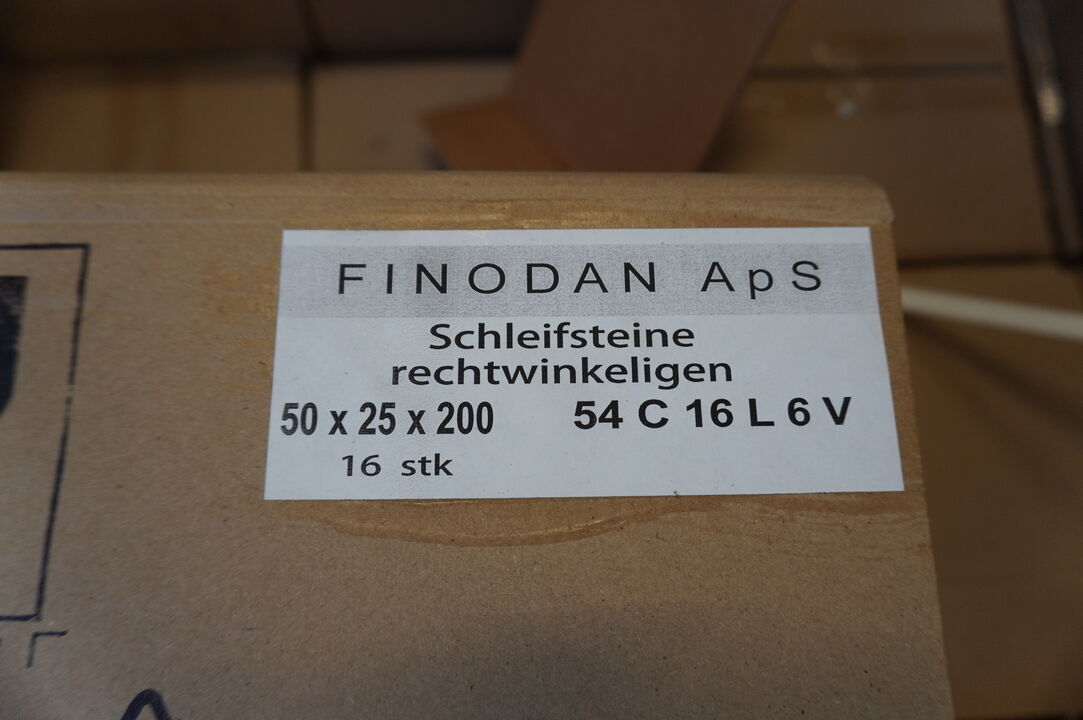 FINODAN ApS
Schleifsteine
rechtwinkeligen
50 x 25 x 200 54 C 16 L 6 V
16 stk